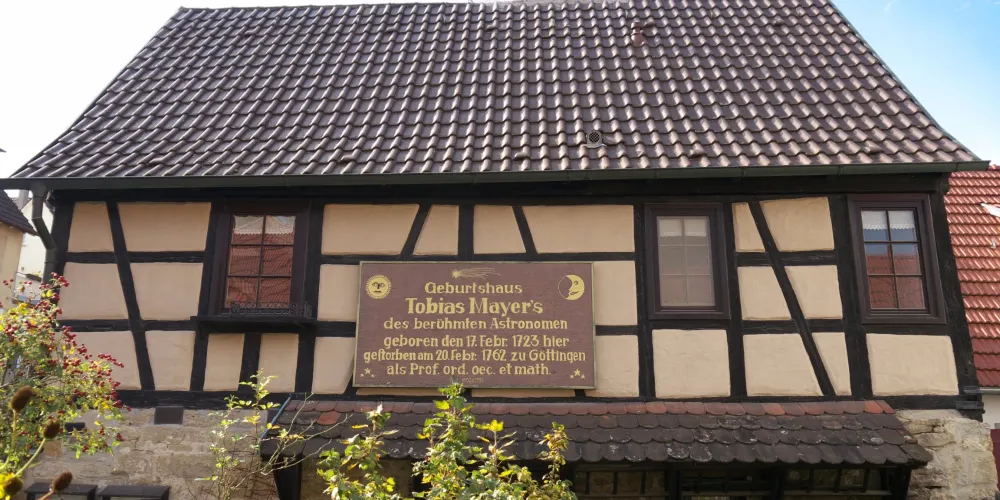 Geburtshaus
Tobias Mayer's
des berühmten Astronomen
geboren den 17. Febr. 1723 hier
gestorben am 20. Febr. 1762 zu Göttingen
als Prof. ord. oec. et math.